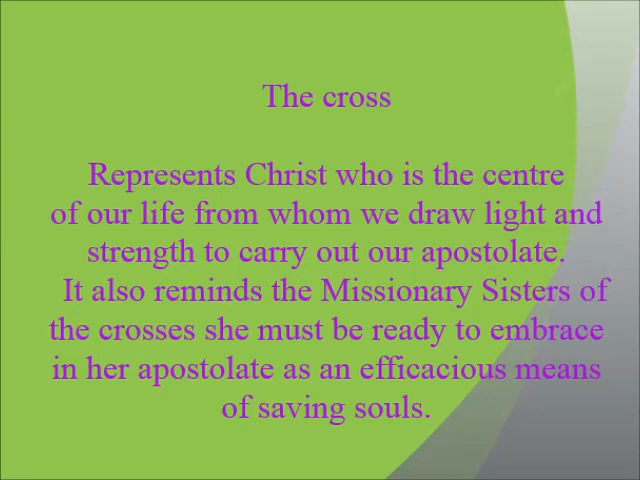 The cross
Represents Christ who is the centre
of our life from whom we draw light and
strength to carry out our apostolate.
It also reminds the Missionary Sisters of
the crosses she must be ready to embrace
in her apostolate as an efficacious means
of saving souls.